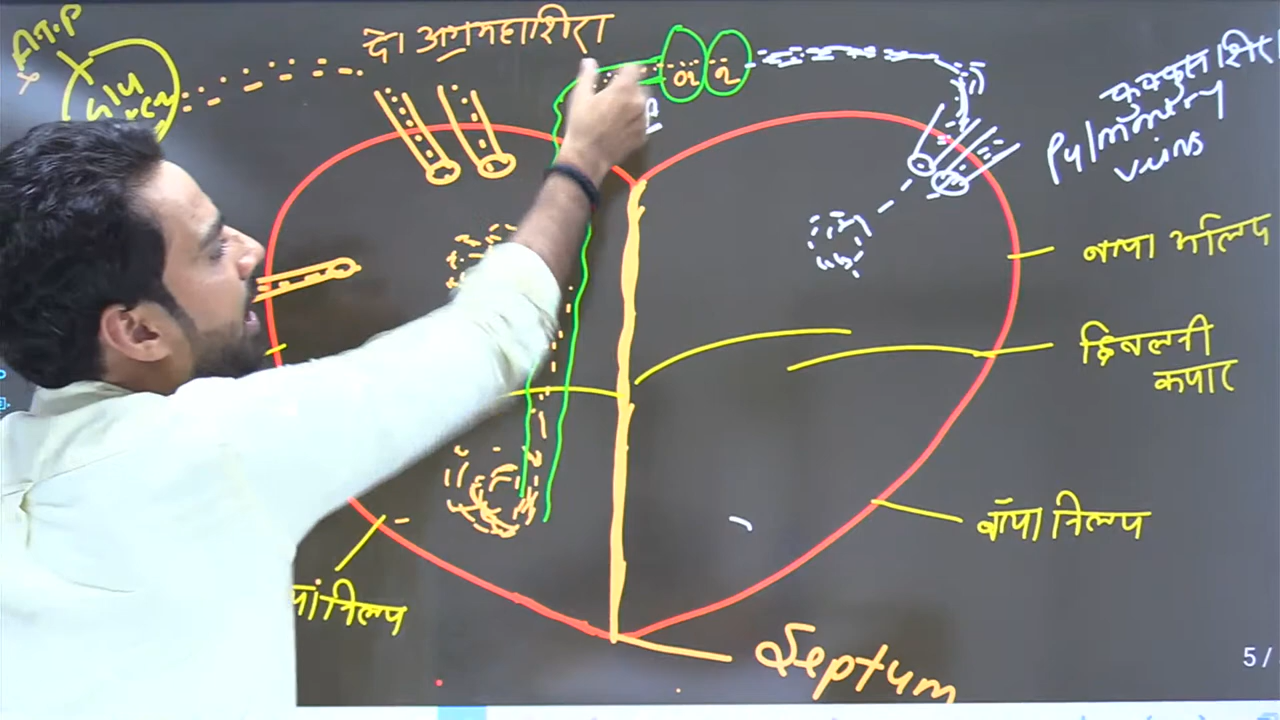 A.T.P
दो अग्रमहाशिरा
Pulmonary
veins
बायां अलिन्द
द्विवलनी
कपाट
बाँया निलय
यां निलय
Septum
5/